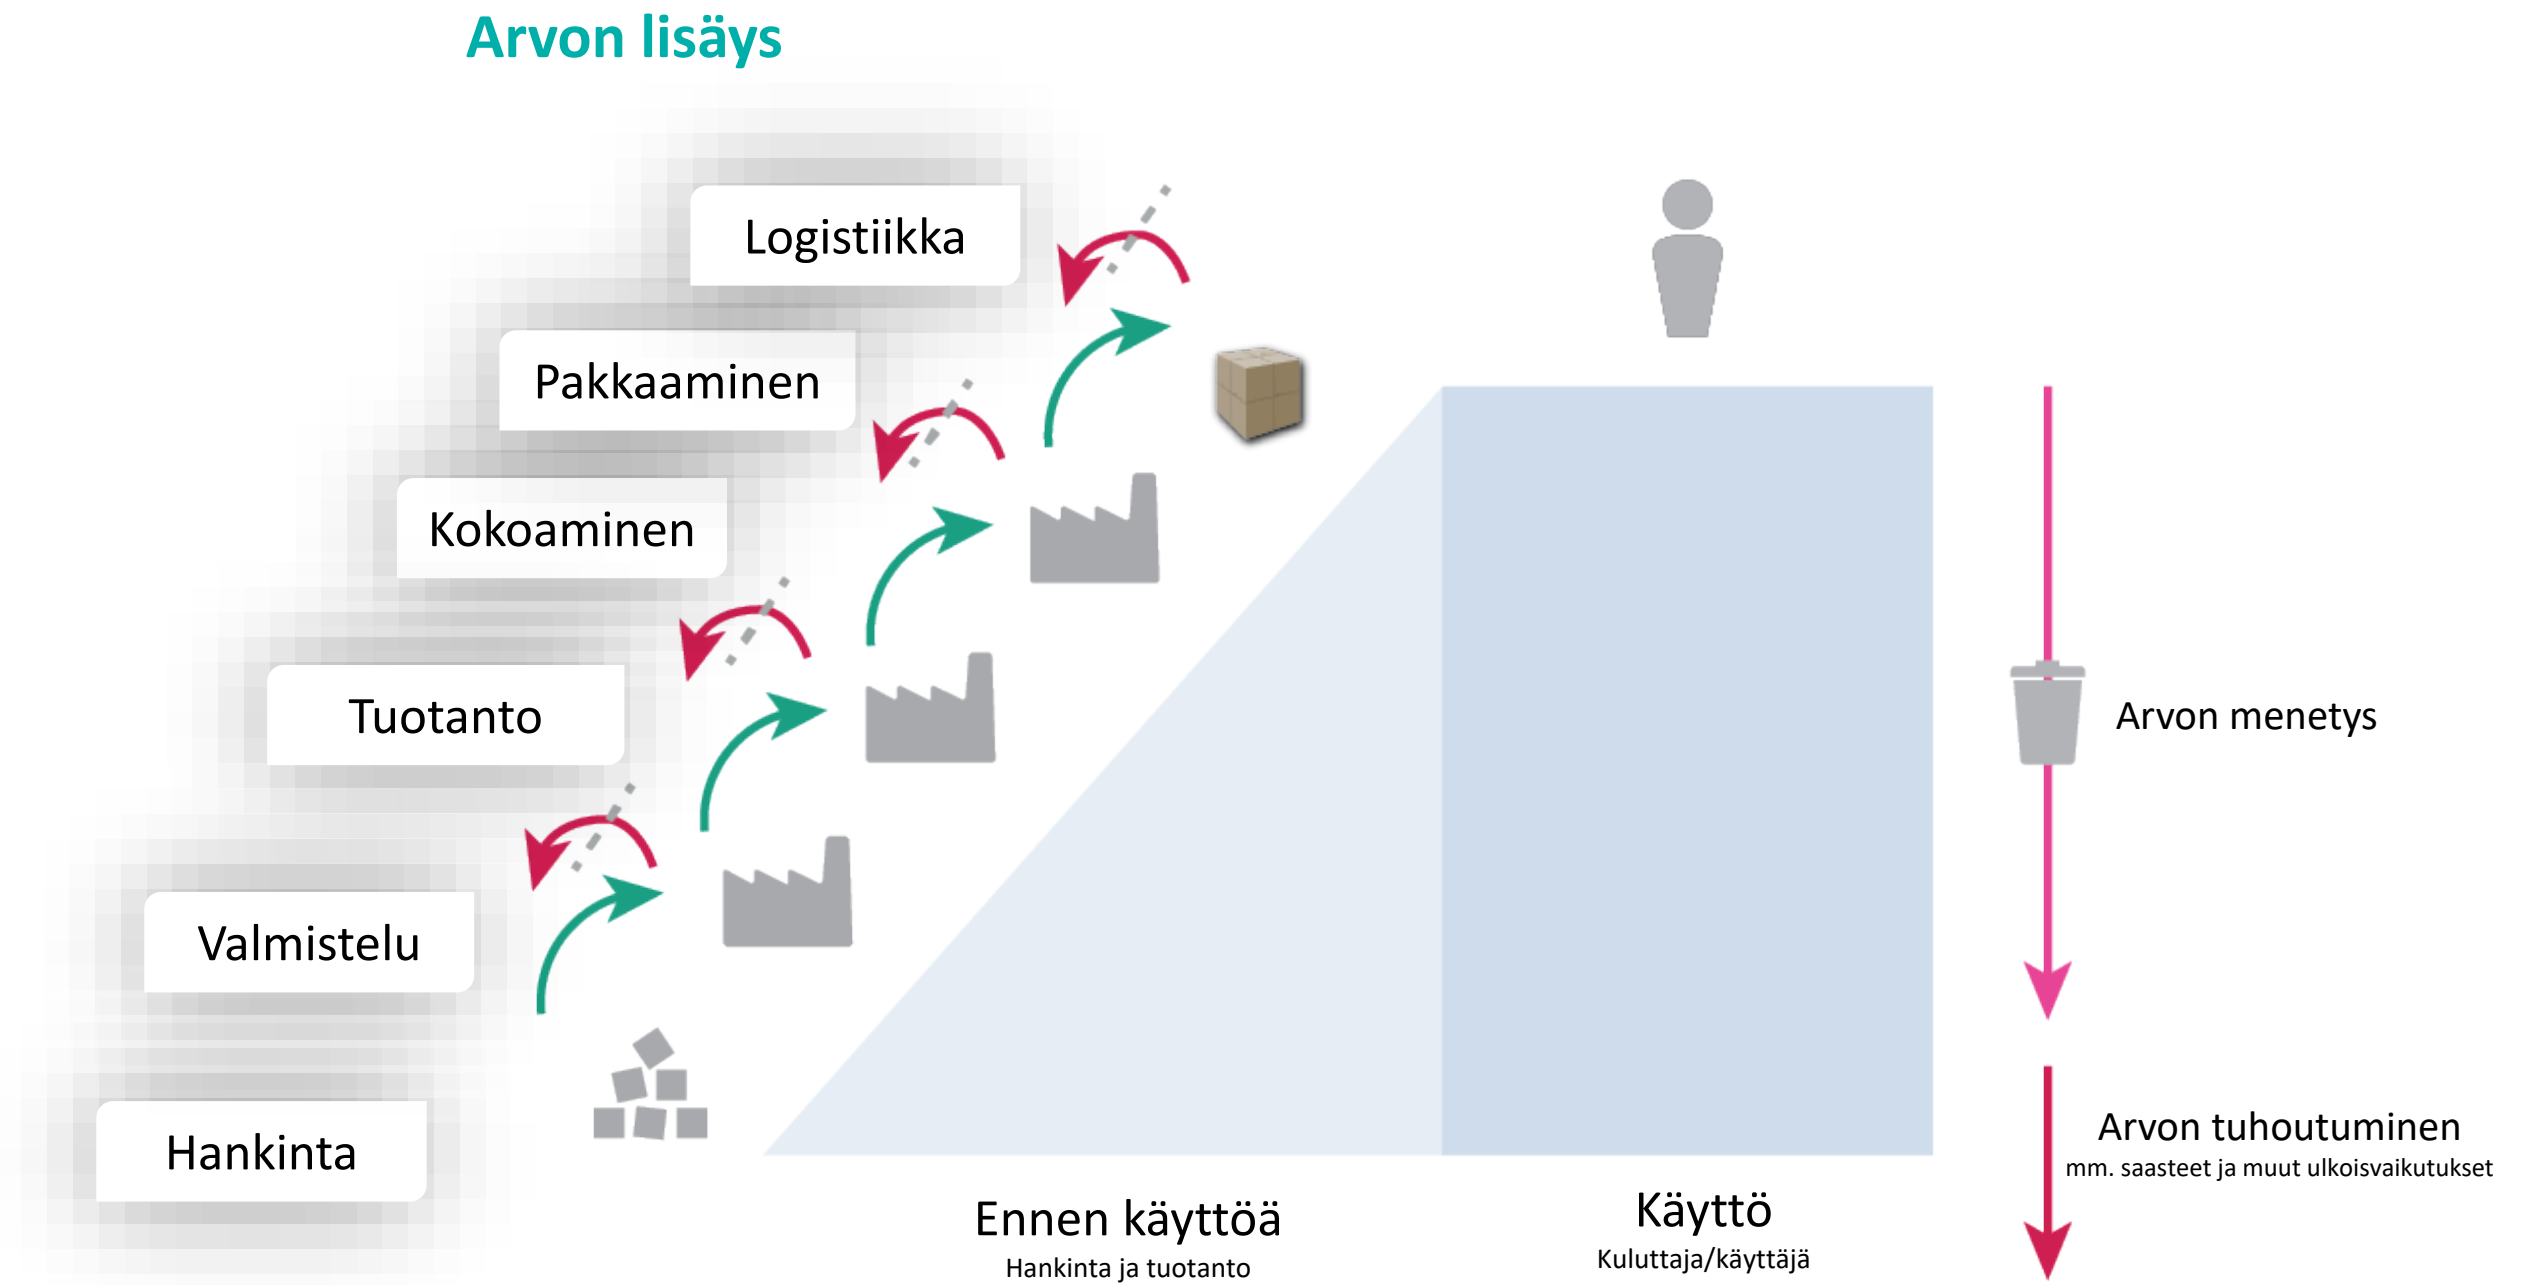 Arvon lisäys
Logistiikka
Pakkaaminen
Kokoaminen
Tuotanto
Valmistelu
Hankinta
Ennen käyttöä
Hankinta ja tuotanto
Käyttö
Kuluttaja/käyttäjä
Arvon menetys
Arvon tuhoutuminen
mm. saasteet ja muut ulkoisvaikutukset